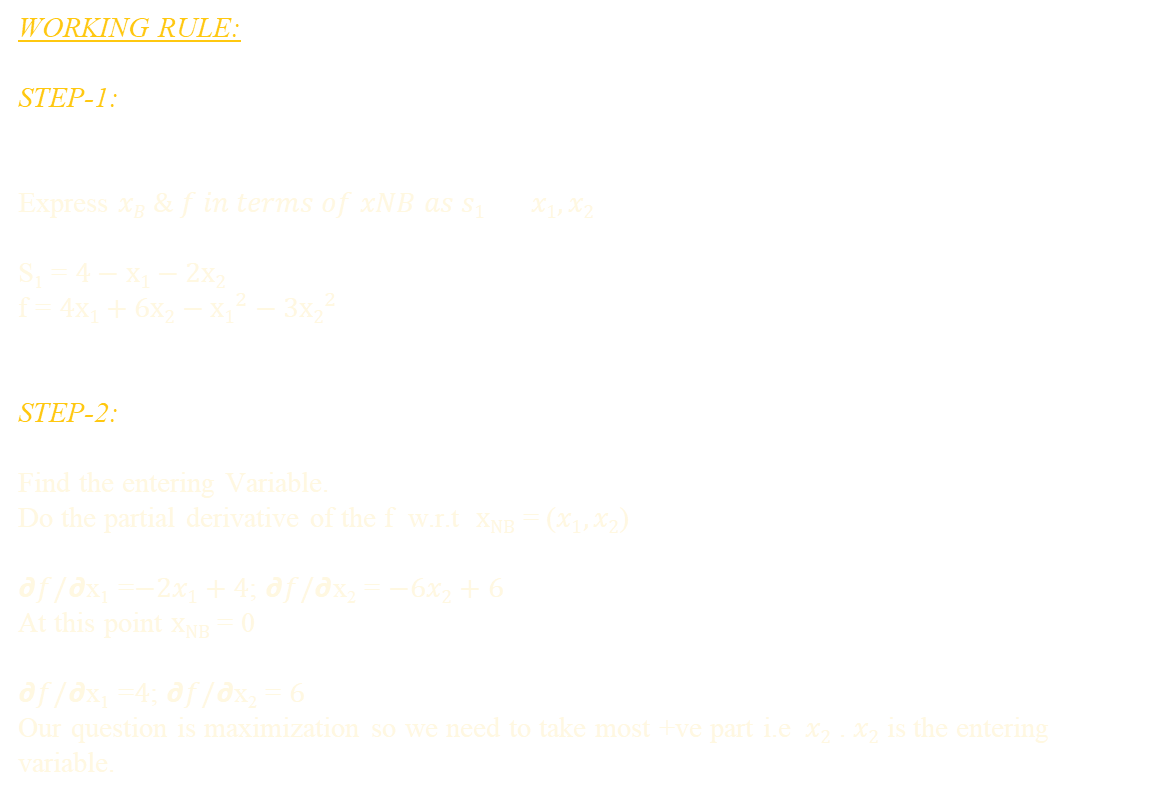 WORKING RULE:
STEP-1:
Express 𝑥_B & 𝑓 𝑖𝑛 𝑡𝑒𝑟𝑚𝑠 𝑜𝑓 𝑥𝑁𝐵 𝑎𝑠 s₁ x₁, x₂
S₁ = 4 − x₁ − 2x₂
f = 4x₁ + 6x₂ − x₁² − 3x₂²
STEP-2:
Find the entering Variable.
Do the partial derivative of the f w.r.t x_NB = (x₁, x₂)
∂f/∂x₁ =−2x₁ + 4; ∂f/∂x₂ = −6x₂ + 6
At this point x_NB = 0
∂f/∂x₁ =4; ∂f/∂x₂ = 6
Our question is maximization so we need to take most +ve part i.e x₂ . x₂ is the entering
variable.